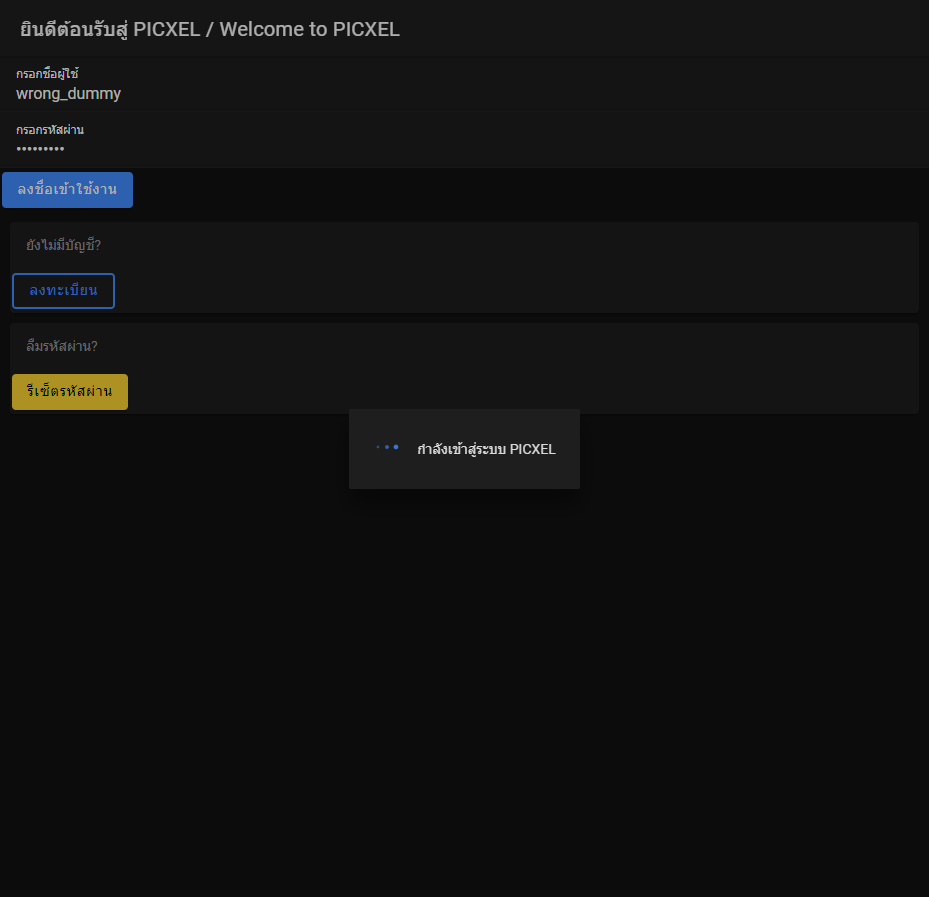 ยินดีต้อนรับสู่ PICXEL / Welcome to PICXEL
กรอกชื่อผู้ใช้
wrong_dummy
กรอกรหัสผ่าน
•••••••••
ลงชื่อเข้าใช้งาน
ยังไม่มีบัญชี?
ลงทะเบียน
ลืมรหัสผ่าน?
รีเซ็ตรหัสผ่าน
กำลังเข้าสู่ระบบ PICXEL